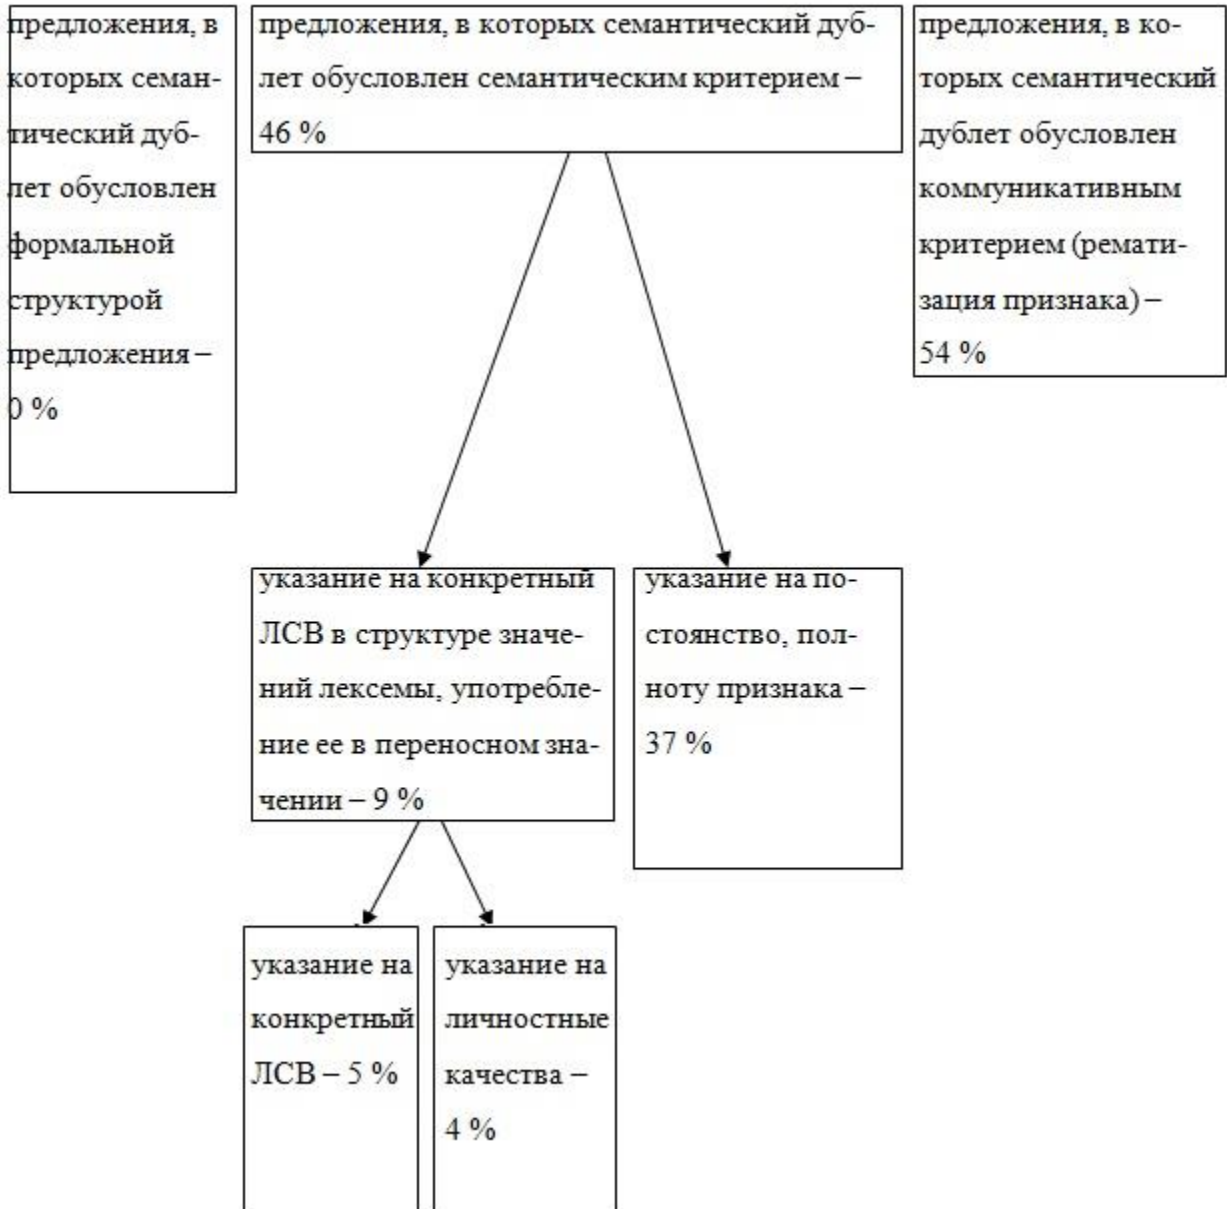 предложения, в
которых семан-
тический дуб-
лет обусловлен
формальной
структурой
предложения –
0 %
предложения, в которых семантический дуб-
лет обусловлен семантическим критерием –
46 %
предложения, в ко-
торых семантический
дублет обусловлен
коммуникативным
критерием (ремати-
зация признака) –
54 %
указание на конкретный
ЛСВ в структуре значе-
ний лексемы, употребле-
ние ее в переносном зна-
чении – 9 %
указание на по-
стоянство, пол-
ноту признака –
37 %
указание на
конкретный
ЛСВ – 5 %
указание на
личностные
качества –
4 %